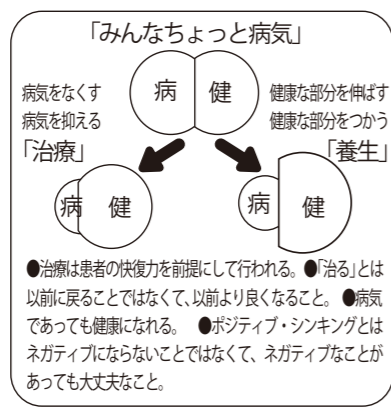 「みんなちょっと病気」
病 健
病気をなくす
病気を抑える
「治療」
健康な部分を伸ばす
健康な部分をつかう
「養生」
病 健
病 健
●治療は患者の快復力を前提にして行われる。●「治る」とは
以前に戻ることではなくて、以前より良くなること。●病気
であっても健康になれる。 ●ポジティブ・シンキングとは
ネガティブにならないことではなくて、ネガティブなことが
あっても大丈夫なこと。